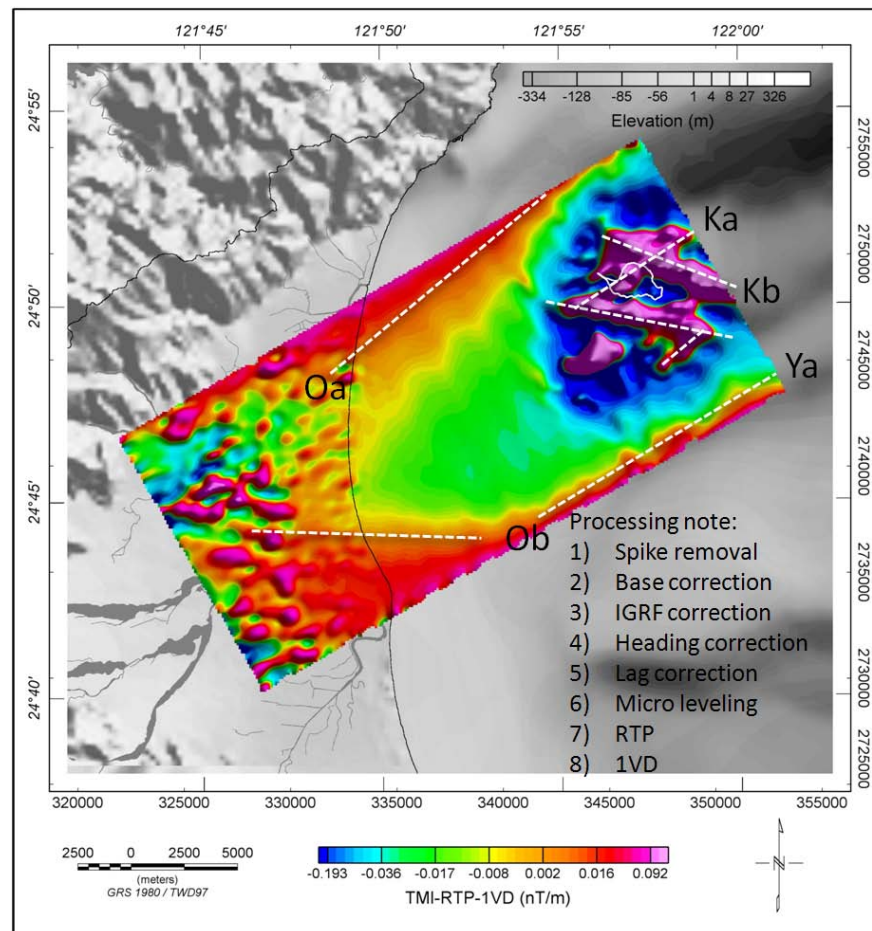 121°45' 121°50' 121°55' 122°00'
-334 -128 -85 -56 1 4 8 27 326
Elevation (m)
24°55'
2755000
Ka
2750000
24°50'
Kb
2745000
Oa
Ya
2740000
24°45'
Ob
Processing note:
1) Spike removal
2) Base correction
3) IGRF correction
2735000
4) Heading correction
5) Lag correction
2730000
24°40'
6) Micro leveling
7) RTP
2725000
8) 1VD
320000 325000 330000 335000 340000 345000 350000 355000
2500 0 2500 5000
(meters)
GRS 1980 / TWD97
-0.193 -0.036 -0.017 -0.008 0.002 0.016 0.092
TMI-RTP-1VD (nT/m)
N